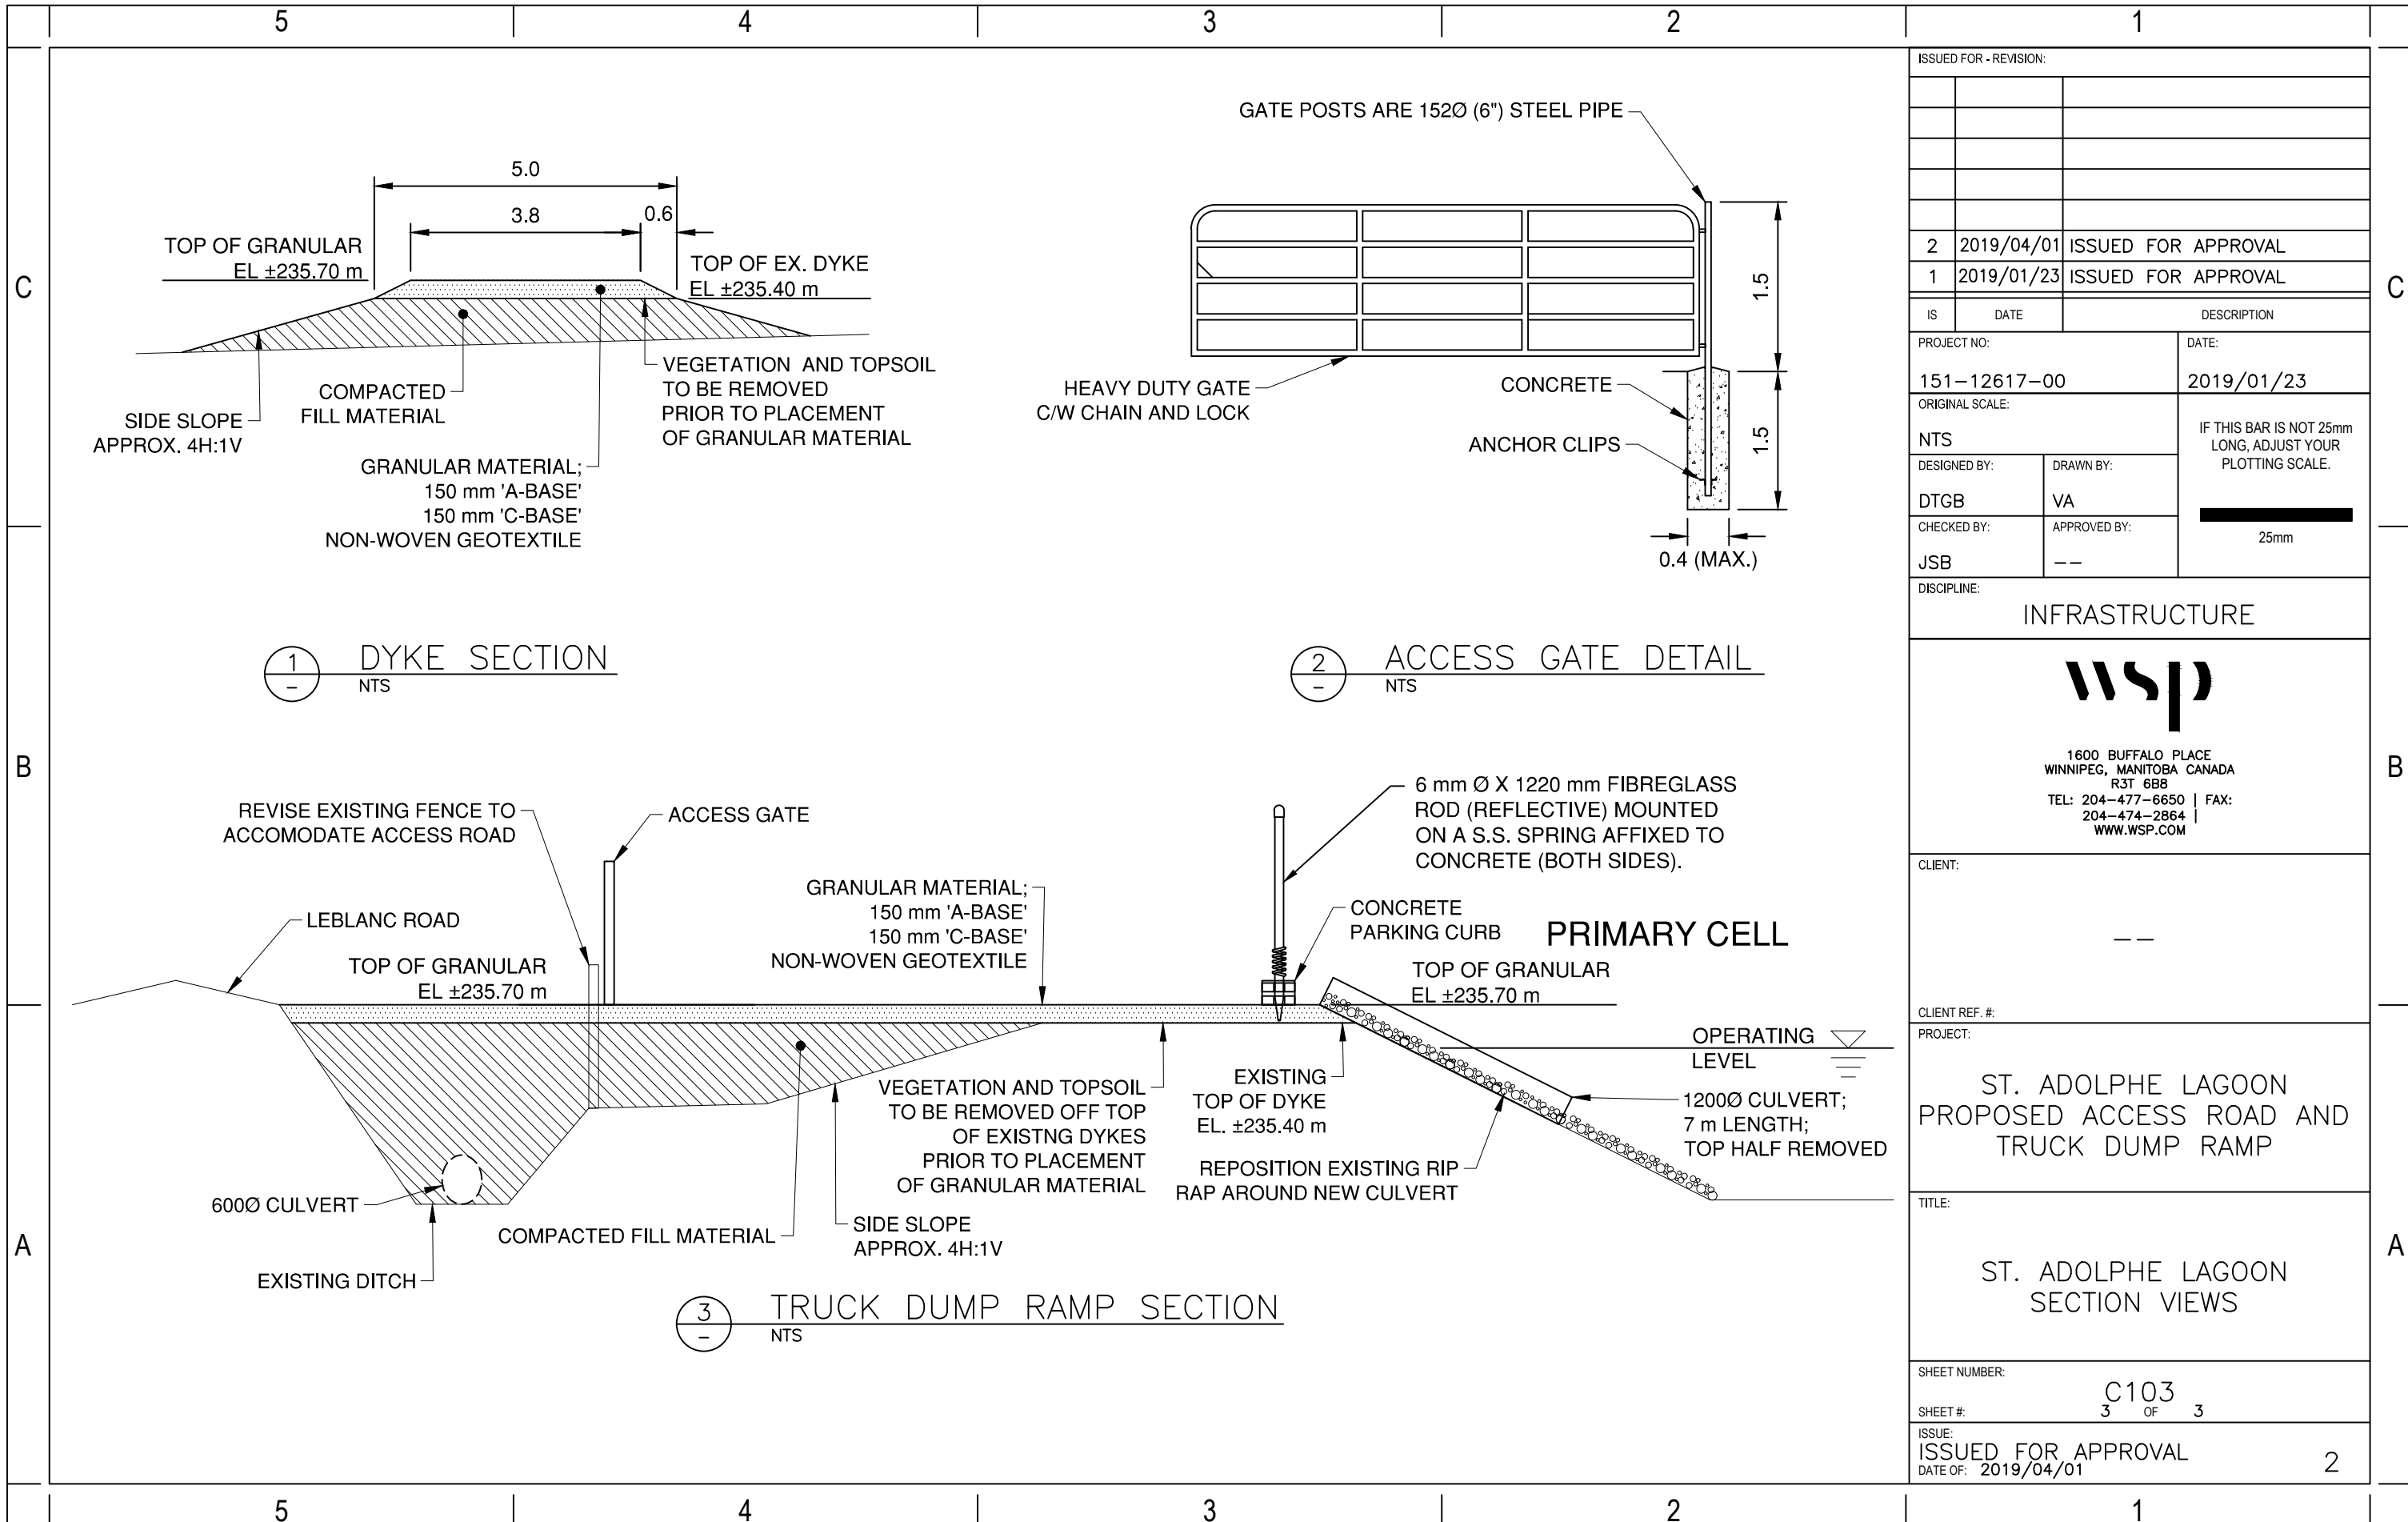 5 4 3 2 1
C
B
A
5.0
3.8
0.6
TOP OF GRANULAR
EL ±235.70 m
TOP OF EX. DYKE
EL ±235.40 m
COMPACTED
FILL MATERIAL
SIDE SLOPE
APPROX. 4H:1V
VEGETATION AND TOPSOIL
TO BE REMOVED
PRIOR TO PLACEMENT
OF GRANULAR MATERIAL
GRANULAR MATERIAL;
150 mm 'A-BASE'
150 mm 'C-BASE'
NON-WOVEN GEOTEXTILE
1
-
DYKE SECTION
NTS
GATE POSTS ARE 152Ø (6") STEEL PIPE
1.5
HEAVY DUTY GATE
C/W CHAIN AND LOCK
CONCRETE
ANCHOR CLIPS
1.5
0.4 (MAX.)
2
-
ACCESS GATE DETAIL
NTS
REVISE EXISTING FENCE TO
ACCOMODATE ACCESS ROAD
ACCESS GATE
LEBLANC ROAD
TOP OF GRANULAR
EL ±235.70 m
GRANULAR MATERIAL;
150 mm 'A-BASE'
150 mm 'C-BASE'
NON-WOVEN GEOTEXTILE
6 mm Ø X 1220 mm FIBREGLASS
ROD (REFLECTIVE) MOUNTED
ON A S.S. SPRING AFFIXED TO
CONCRETE (BOTH SIDES).
CONCRETE
PARKING CURB
PRIMARY CELL
TOP OF GRANULAR
EL ±235.70 m
OPERATING
LEVEL
1200Ø CULVERT;
7 m LENGTH;
TOP HALF REMOVED
EXISTING
TOP OF DYKE
EL. ±235.40 m
REPOSITION EXISTING RIP
RAP AROUND NEW CULVERT
VEGETATION AND TOPSOIL
TO BE REMOVED OFF TOP
OF EXISTNG DYKES
PRIOR TO PLACEMENT
OF GRANULAR MATERIAL
600Ø CULVERT
COMPACTED FILL MATERIAL
SIDE SLOPE
APPROX. 4H:1V
EXISTING DITCH
3
-
TRUCK DUMP RAMP SECTION
NTS
ISSUED FOR - REVISION:
2 2019/04/01 ISSUED FOR APPROVAL
1 2019/01/23 ISSUED FOR APPROVAL
IS DATE DESCRIPTION
PROJECT NO: DATE:
151-12617-00 2019/01/23
ORIGINAL SCALE:
NTS
IF THIS BAR IS NOT 25mm
LONG, ADJUST YOUR
PLOTTING SCALE.
25mm
DESIGNED BY: DRAWN BY:
DTGB VA
CHECKED BY: APPROVED BY:
JSB --
DISCIPLINE:
INFRASTRUCTURE
wsp
1600 BUFFALO PLACE
WINNIPEG, MANITOBA CANADA
R3T 6B8
TEL: 204-477-6650 | FAX:
204-474-2864 |
WWW.WSP.COM
CLIENT:
--
CLIENT REF. #:
PROJECT:
ST. ADOLPHE LAGOON
PROPOSED ACCESS ROAD AND
TRUCK DUMP RAMP
TITLE:
ST. ADOLPHE LAGOON
SECTION VIEWS
SHEET NUMBER:
C103
SHEET #: 3 OF 3
ISSUE:
ISSUED FOR APPROVAL 2
DATE OF: 2019/04/01
C
B
A
5 4 3 2 1